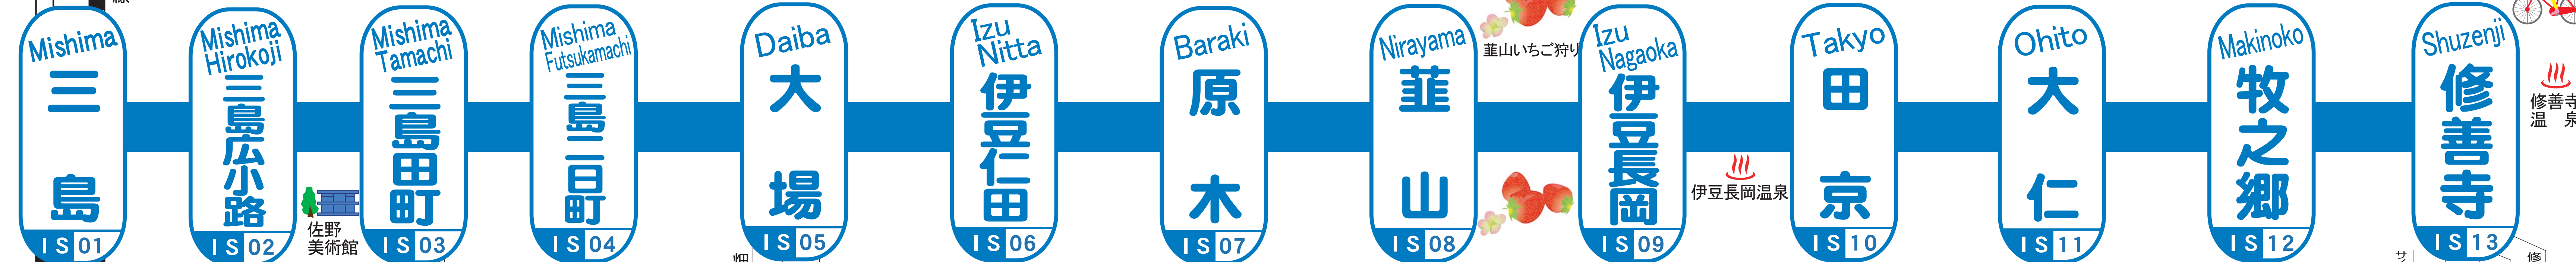 Mishima
三島
IS01
Mishima
Hirokoji
三島広小路
IS02
佐野
美術館
Mishima
Tamachi
三島田町
IS03
Mishima
Futsukamachi
三島二日町
IS04
Daiba
大場
IS05
畑
Izu
Nitta
伊豆仁田
IS06
Baraki
原木
IS07
Nirayama
韮山
IS08
韮山いちご狩り
Izu
Nagaoka
伊豆長岡
IS09
伊豆長岡温泉
Takyo
田京
IS10
Ohito
大仁
IS11
Makinoko
牧之郷
IS12
Shuzenji
修善寺
IS13
修善寺
温泉
サ
修